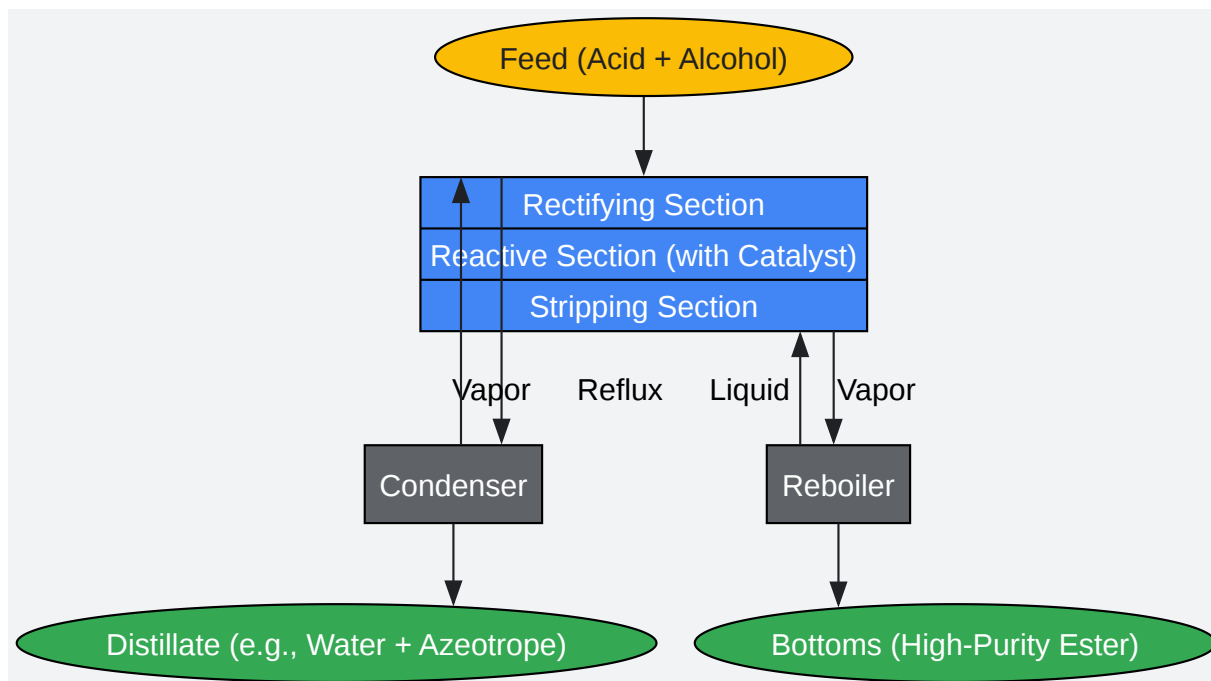 Feed (Acid + Alcohol)
Rectifying Section
Reactive Section (with Catalyst)
Stripping Section
Vapor
Reflux
Liquid
Vapor
Condenser
Reboiler
Distillate (e.g., Water + Azeotrope)
Bottoms (High-Purity Ester)